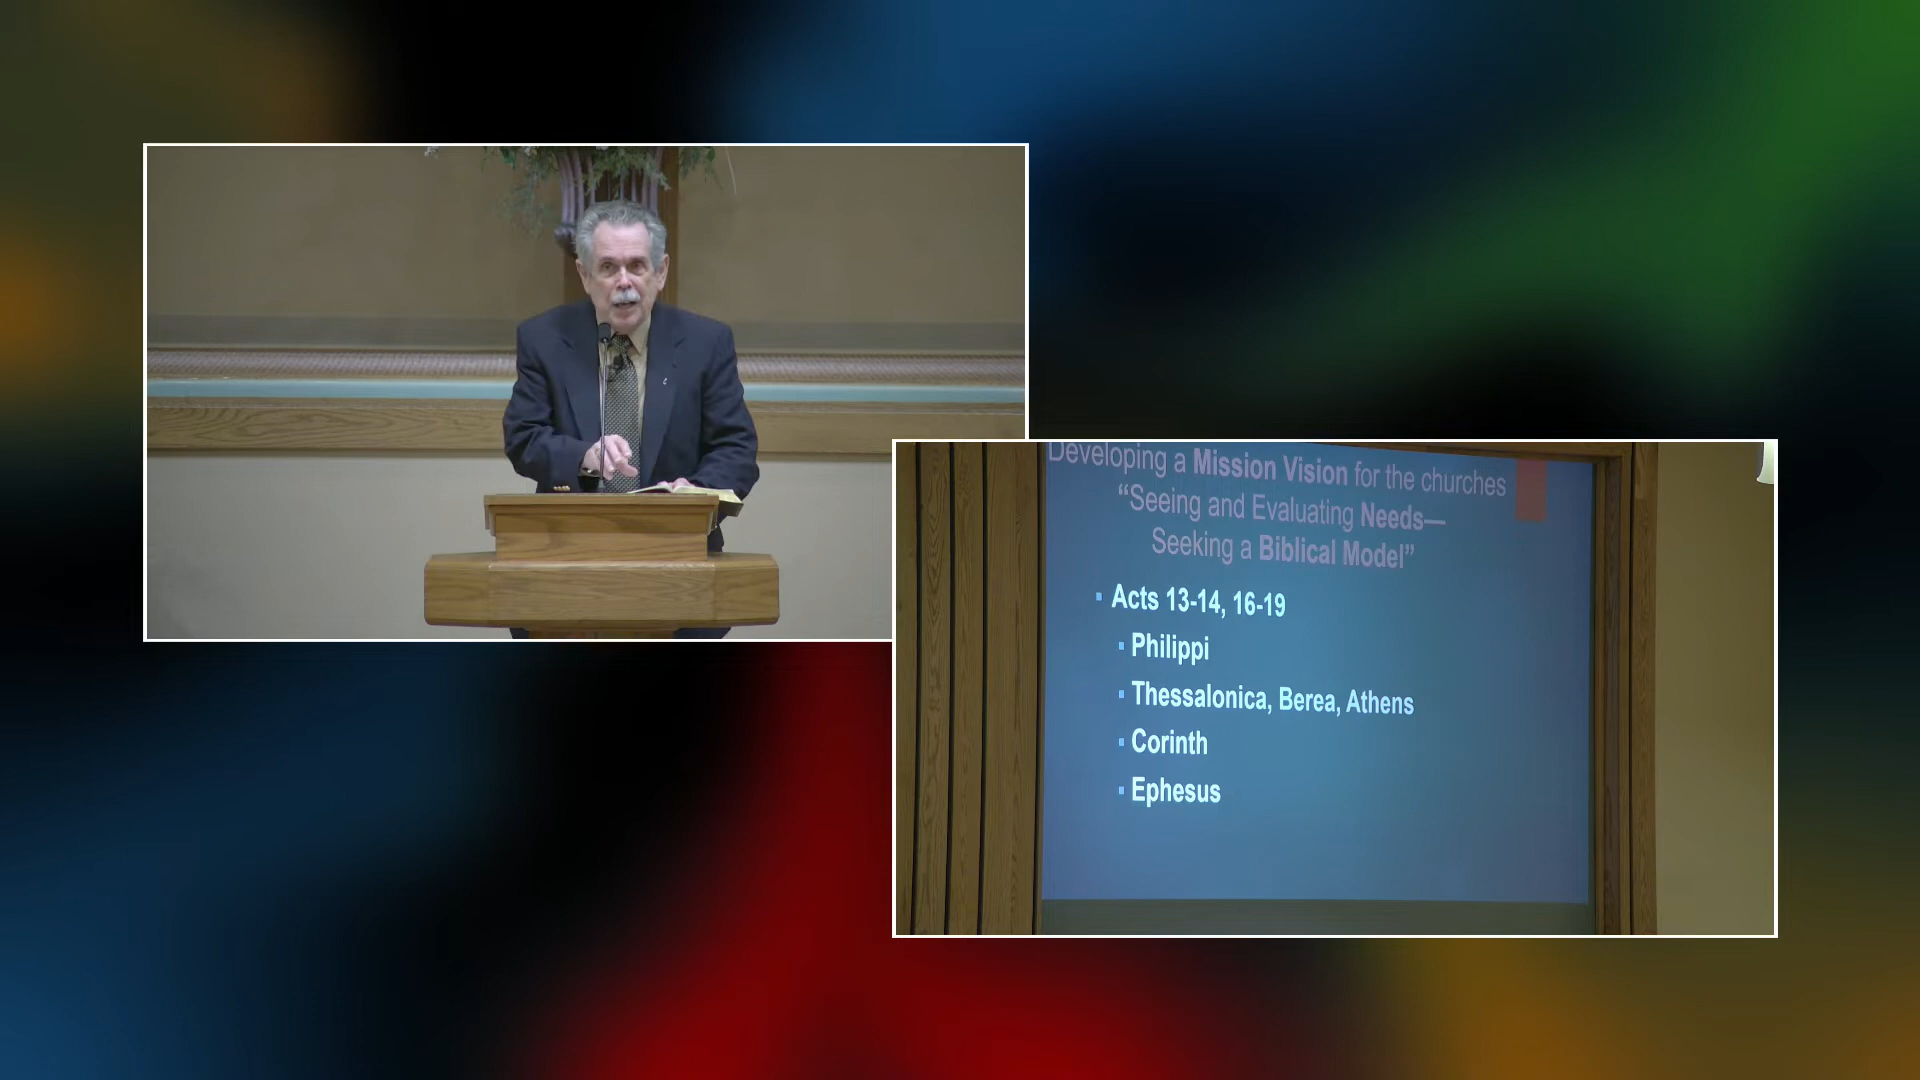 Developing a Mission Vision for the churches
“Seeing and Evaluating Needs—
Seeking a Biblical Model”
Acts 13-14, 16-19
Philippi
Thessalonica, Berea, Athens
Corinth
Ephesus